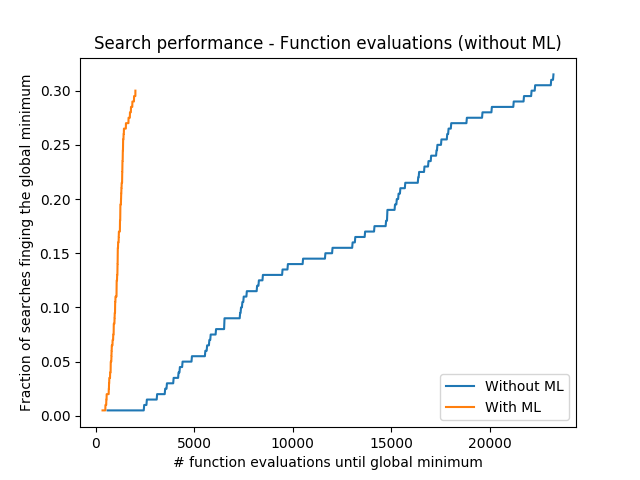 Search performance - Function evaluations (without ML)
Fraction of searches finging the global minimum
0.30
0.25
0.20
0.15
0.10
0.05
0.00
Without ML
With ML
0
5000
10000
15000
20000
# function evaluations until global minimum